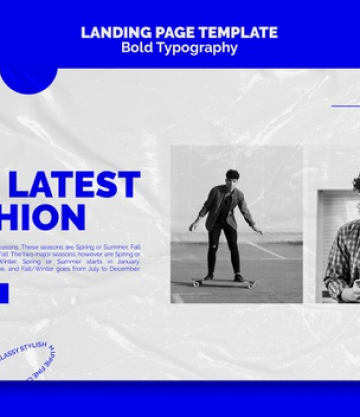 LANDING PAGE TEMPLATE
Bold Typography
LATEST
HION
seasons. These seasons are Spring or Summer, Fall
Fall. The two major seasons, however, are Spring or
Winter. Spring or Summer starts in January
and Fall/Winter goes from July to December
CLASSY STYLISH